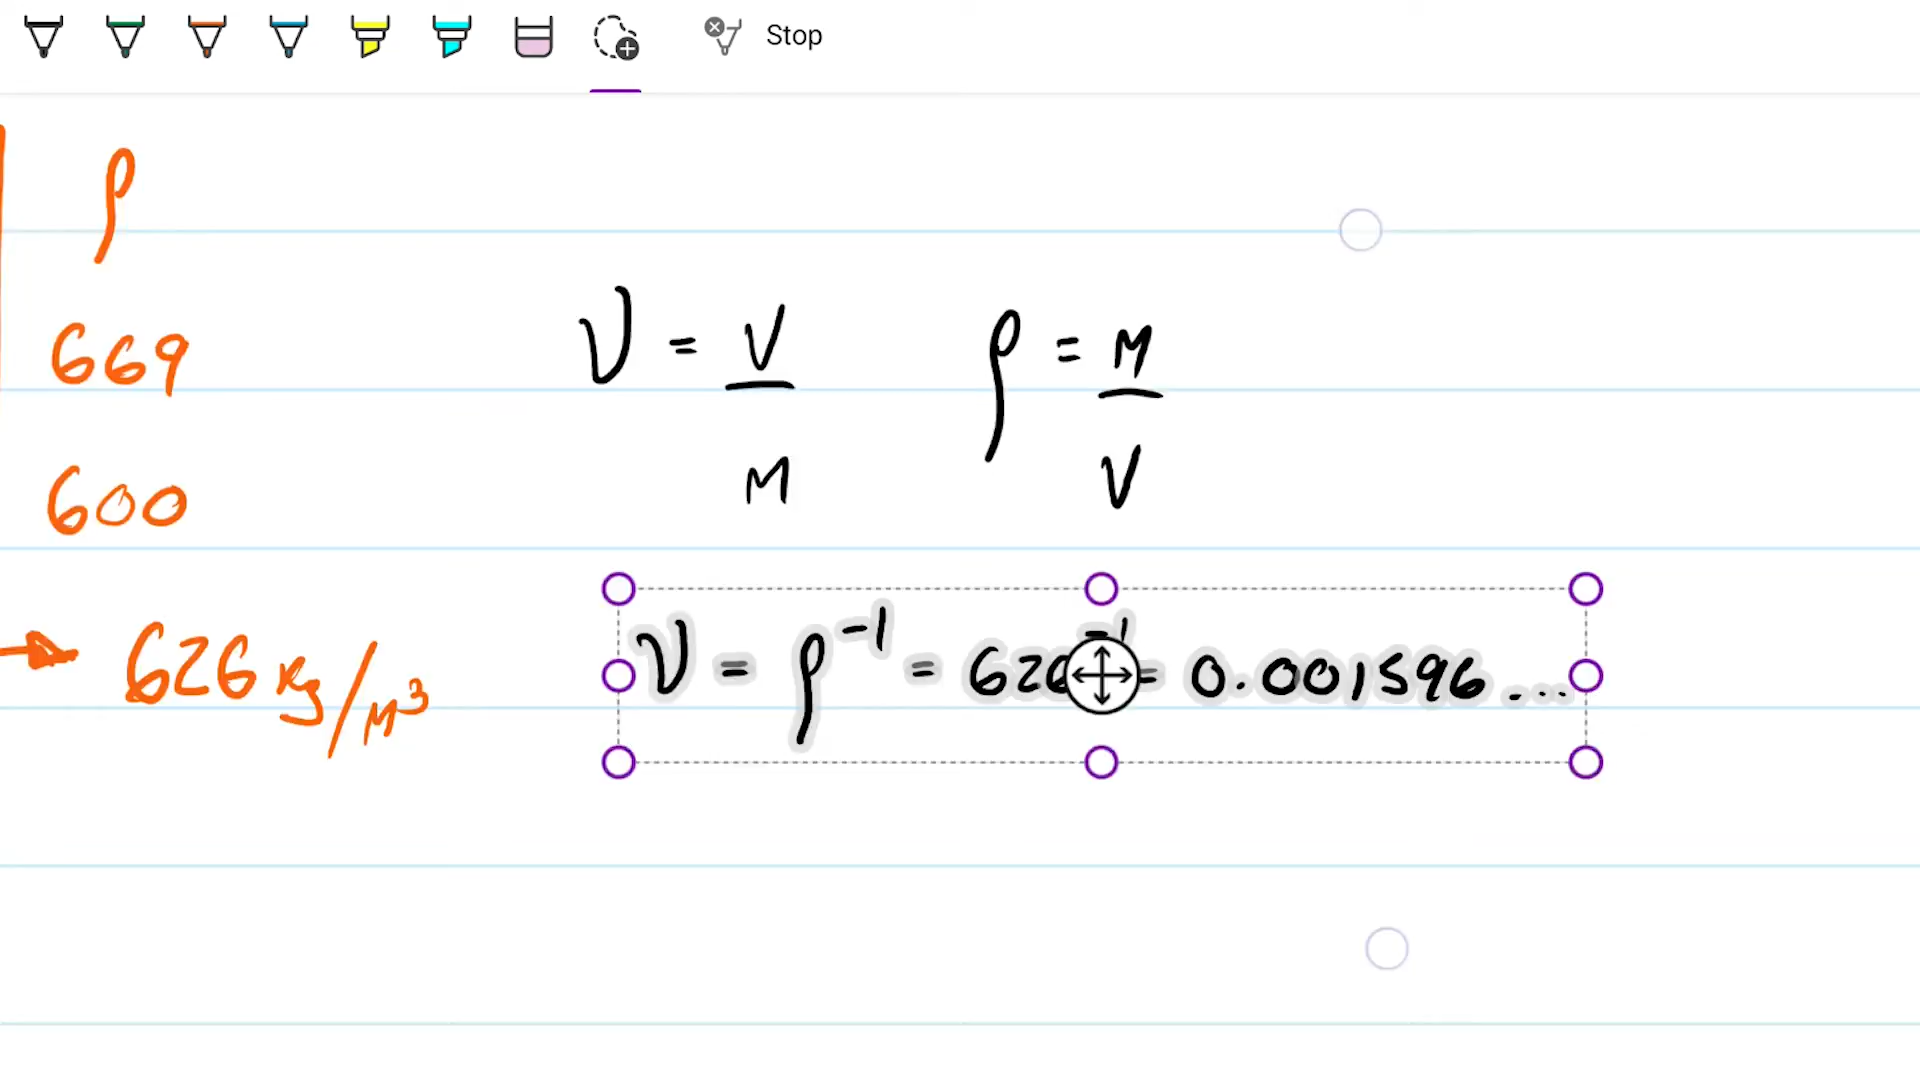 Stop
ρ
669
600
→ 626 kg/m³
ν = V/M
ρ = M/V
ν = ρ⁻¹ = 626⁻¹ = 0.001596...